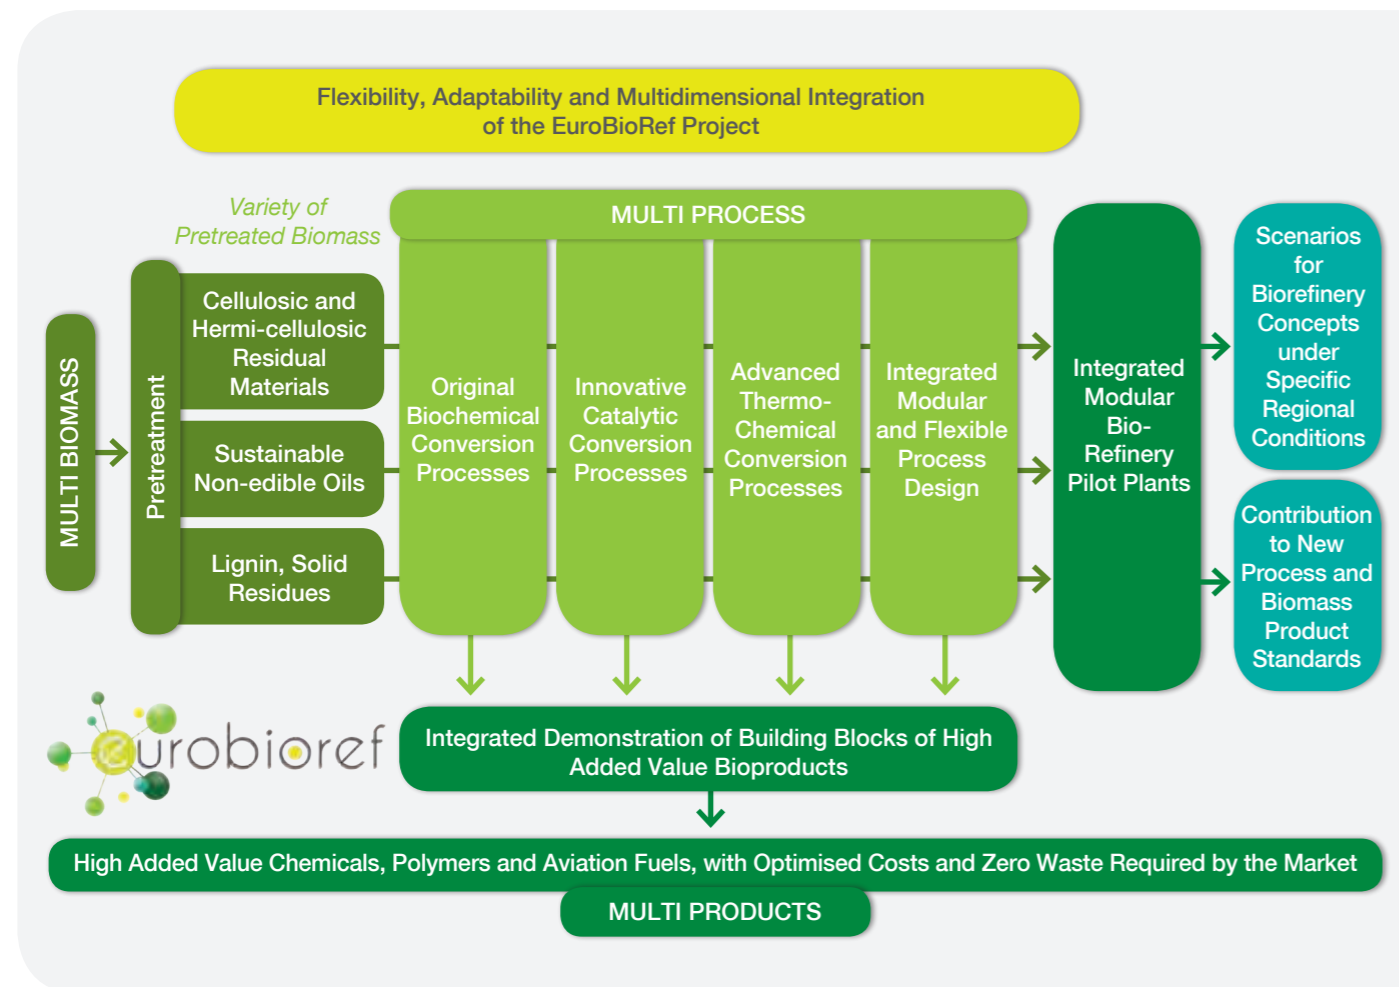 Flexibility, Adaptability and Multidimensional Integration
of the EuroBioRef Project
Variety of
Pretreated Biomass
MULTI PROCESS
MULTI BIOMASS
Pretreatment
Cellulosic and
Hermi-cellulosic
Residual
Materials
Sustainable
Non-edible Oils
Lignin, Solid
Residues
Original
Biochemical
Conversion
Processes
Innovative
Catalytic
Conversion
Processes
Advanced
Thermo-
Chemical
Conversion
Processes
Integrated
Modular
and Flexible
Process
Design
Integrated
Modular
Bio-
Refinery
Pilot Plants
Scenarios
for
Biorefinery
Concepts
under
Specific
Regional
Conditions
Contribution
to New
Process and
Biomass
Product
Standards
eurobioref
Integrated Demonstration of Building Blocks of High
Added Value Bioproducts
High Added Value Chemicals, Polymers and Aviation Fuels, with Optimised Costs and Zero Waste Required by the Market
MULTI PRODUCTS